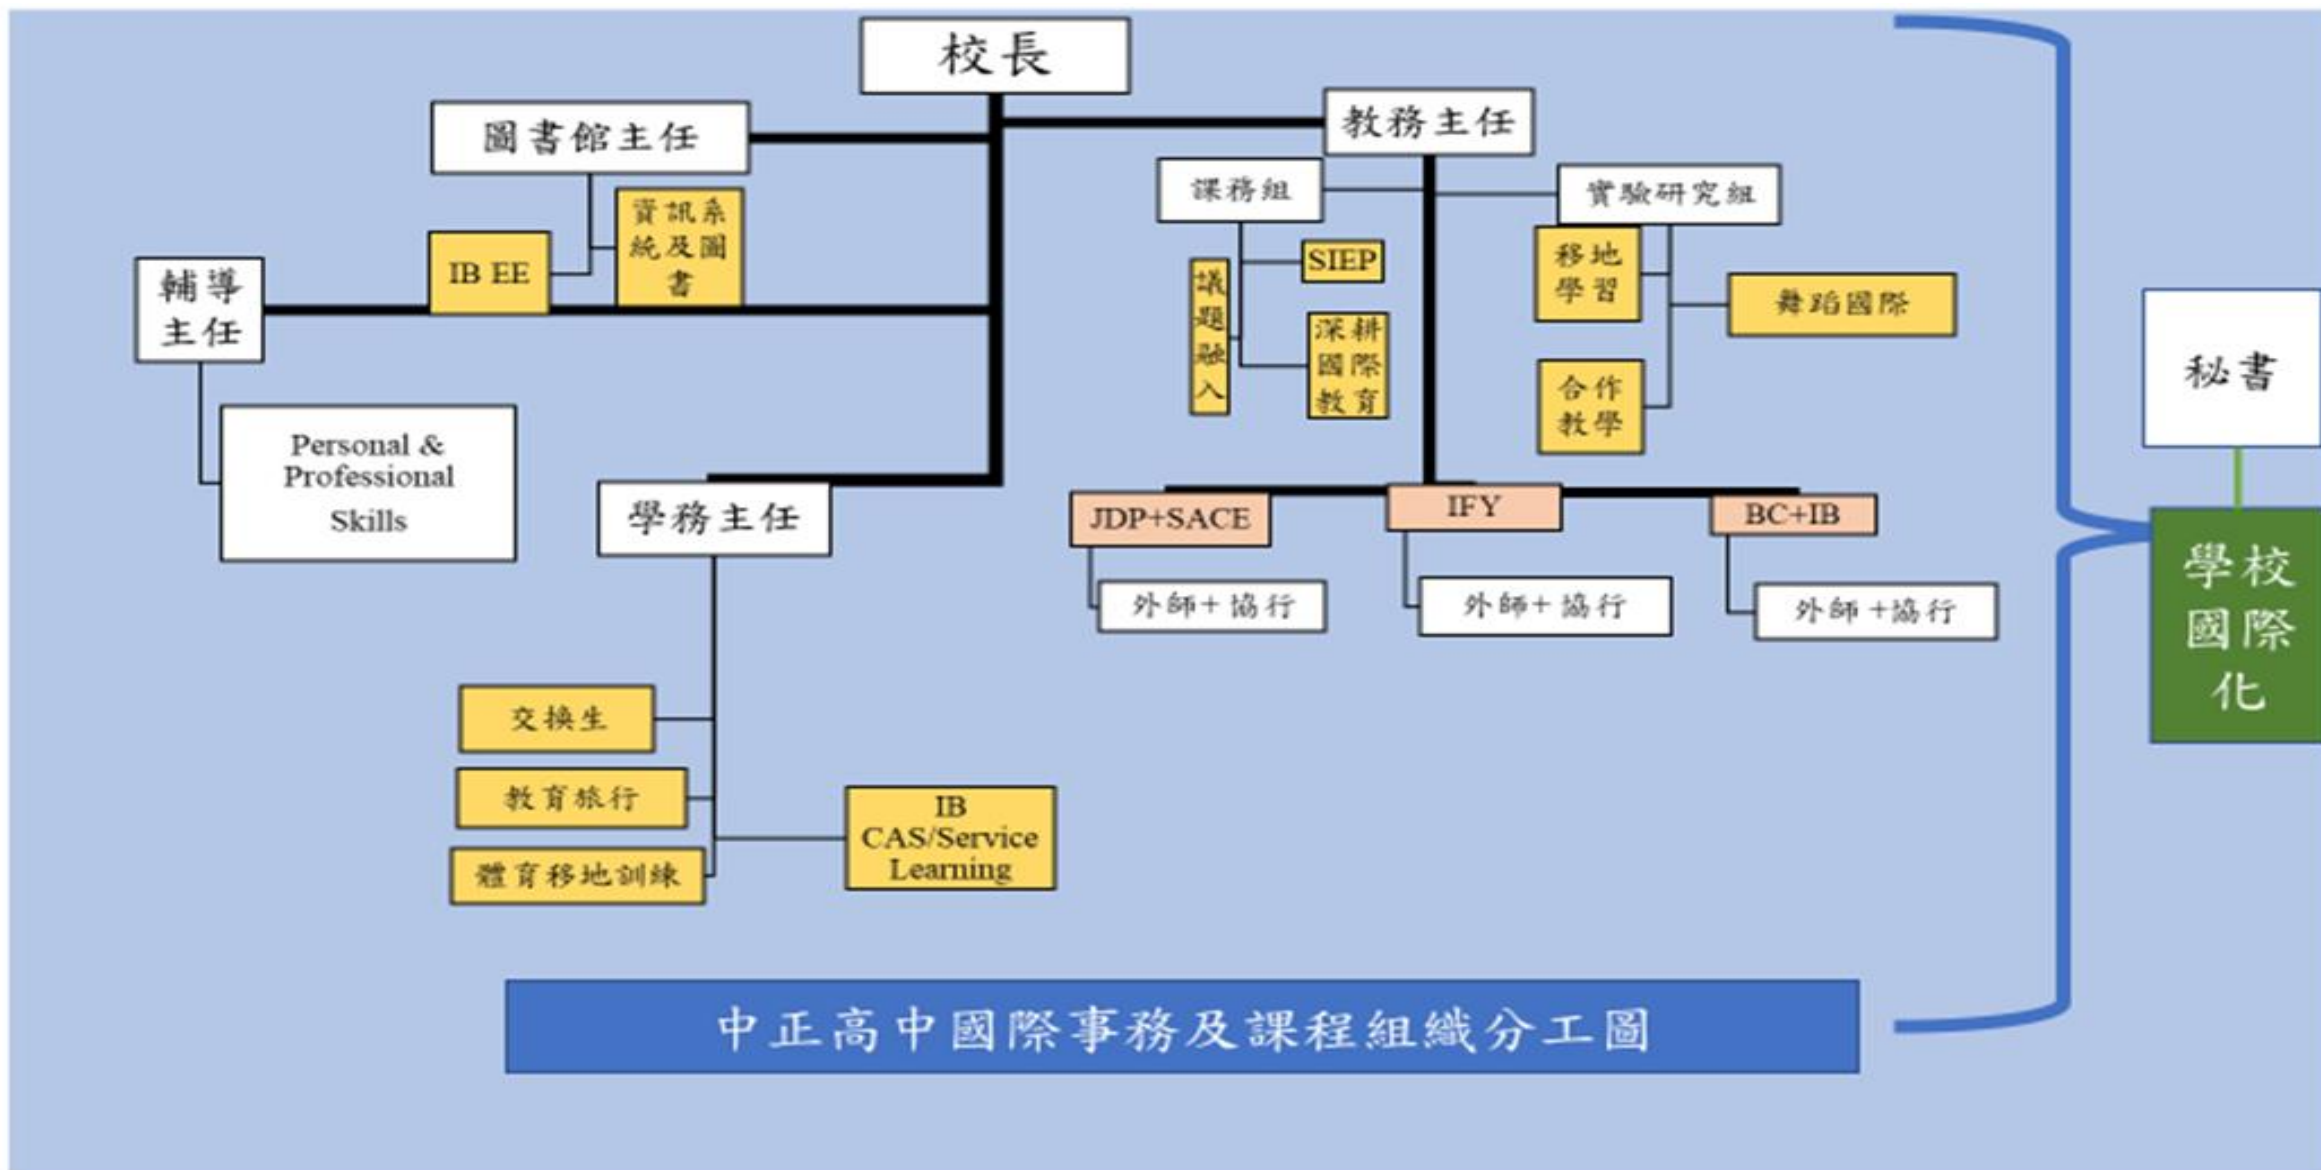 校長
圖書館主任
教務主任
課務組
實驗研究組
資訊系
統及圖
書
IB EE
輔導
主任
SIEP
議
題
融
入
深耕
國際
教育
移地
學習
舞蹈國際
合作
教學
秘書
Personal &
Professional
Skills
學務主任
JDP+SACE
IFY
BC+IB
外師+協行
外師+協行
外師+協行
學校
國際
化
交換生
教育旅行
體育移地訓練
IB
CAS/Service
Learning
中正高中國際事務及課程組織分工圖